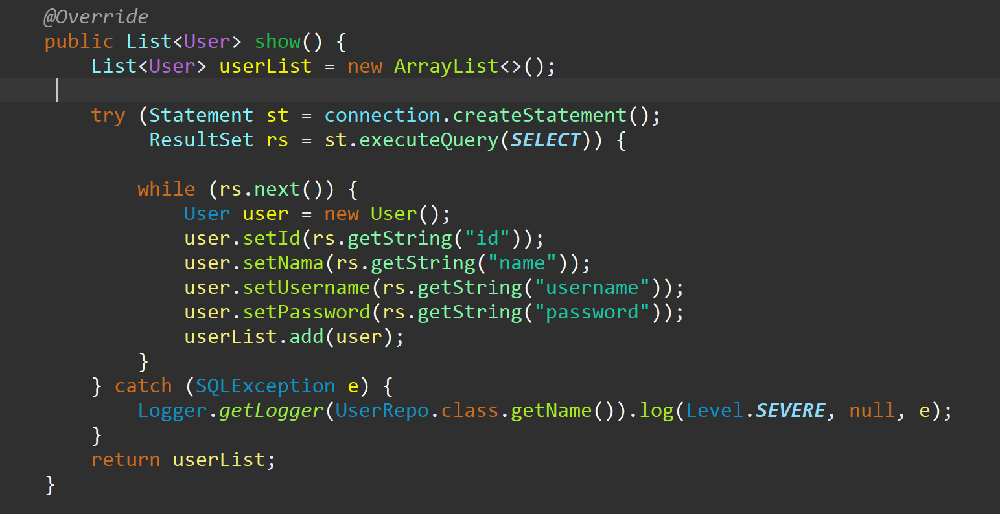 @Override
public List<User> show() {
    List<User> userList = new ArrayList<>();
    try (Statement st = connection.createStatement();
         ResultSet rs = st.executeQuery(SELECT)) {
        while (rs.next()) {
            User user = new User();
            user.setId(rs.getString("id"));
            user.setNama(rs.getString("name"));
            user.setUsername(rs.getString("username"));
            user.setPassword(rs.getString("password"));
            userList.add(user);
        }
    } catch (SQLException e) {
        Logger.getLogger(UserRepo.class.getName()).log(Level.SEVERE, null, e);
    }
    return userList;
}